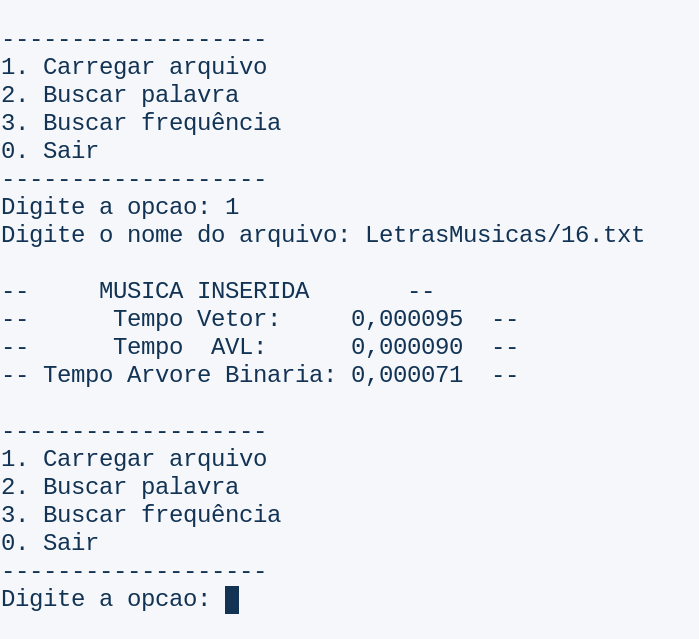 -------------------
1. Carregar arquivo
2. Buscar palavra
3. Buscar frequência
0. Sair
-------------------
Digite a opcao: 1
Digite o nome do arquivo: LetrasMusicas/16.txt

--     MUSICA INSERIDA       --
--      Tempo Vetor:     0,000095  --
--      Tempo  AVL:      0,000090  --
-- Tempo Arvore Binaria: 0,000071  --

-------------------
1. Carregar arquivo
2. Buscar palavra
3. Buscar frequência
0. Sair
-------------------
Digite a opcao: